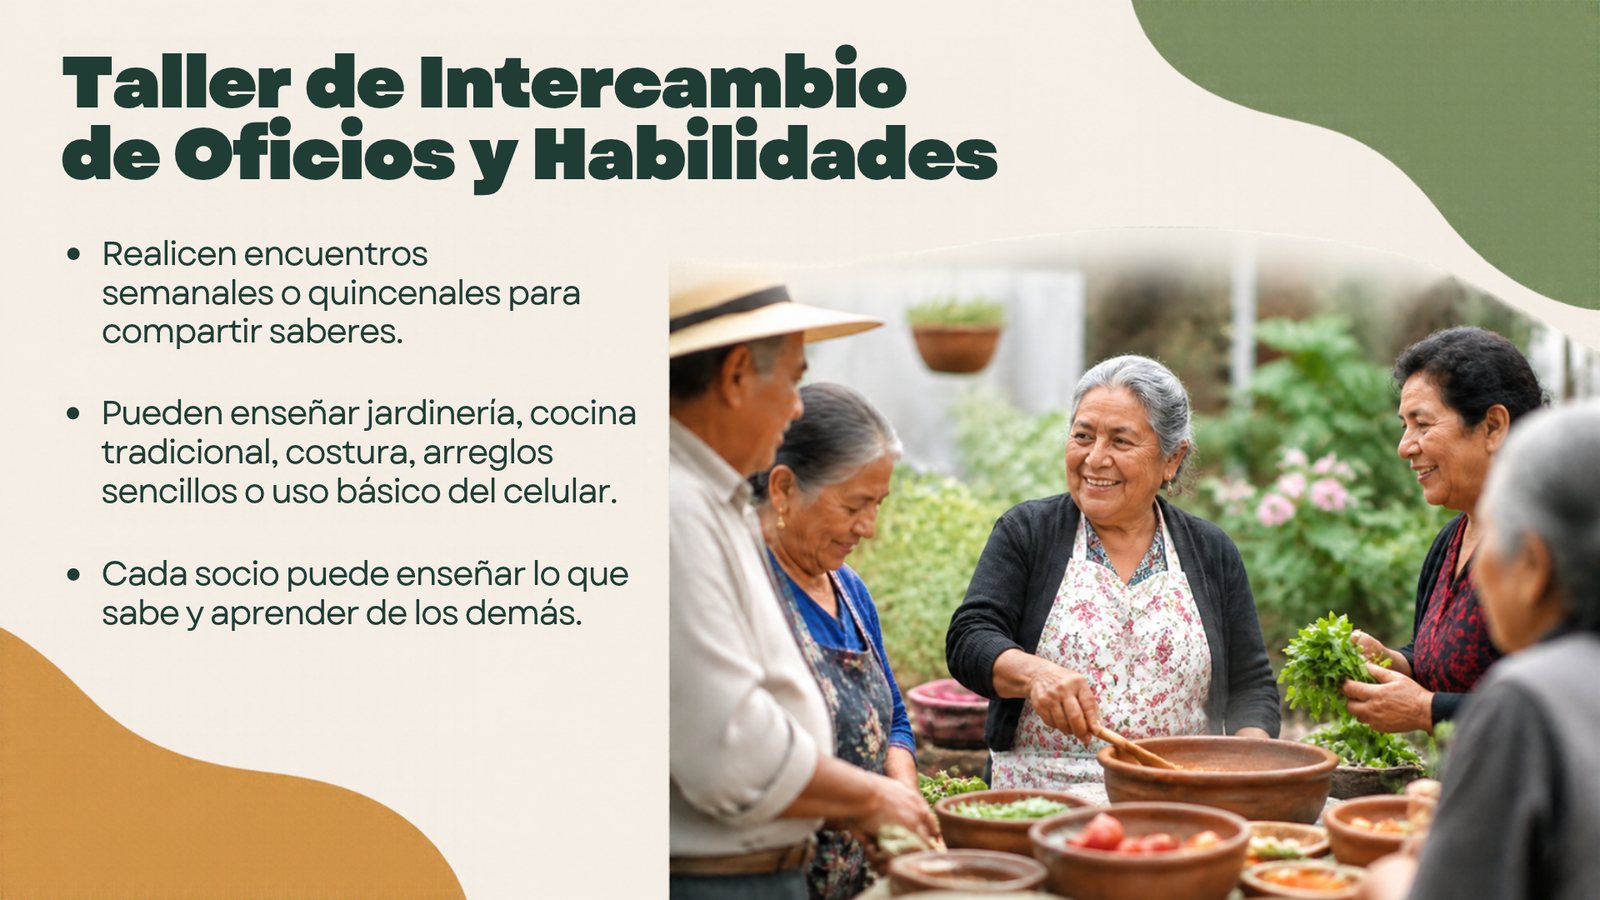 Taller de Intercambio
de Oficios y Habilidades
• Realicen encuentros
semanales o quincenales para
compartir saberes.
• Pueden enseñar jardinería, cocina
tradicional, costura, arreglos
sencillos o uso básico del celular.
• Cada socio puede enseñar lo que
sabe y aprender de los demás.